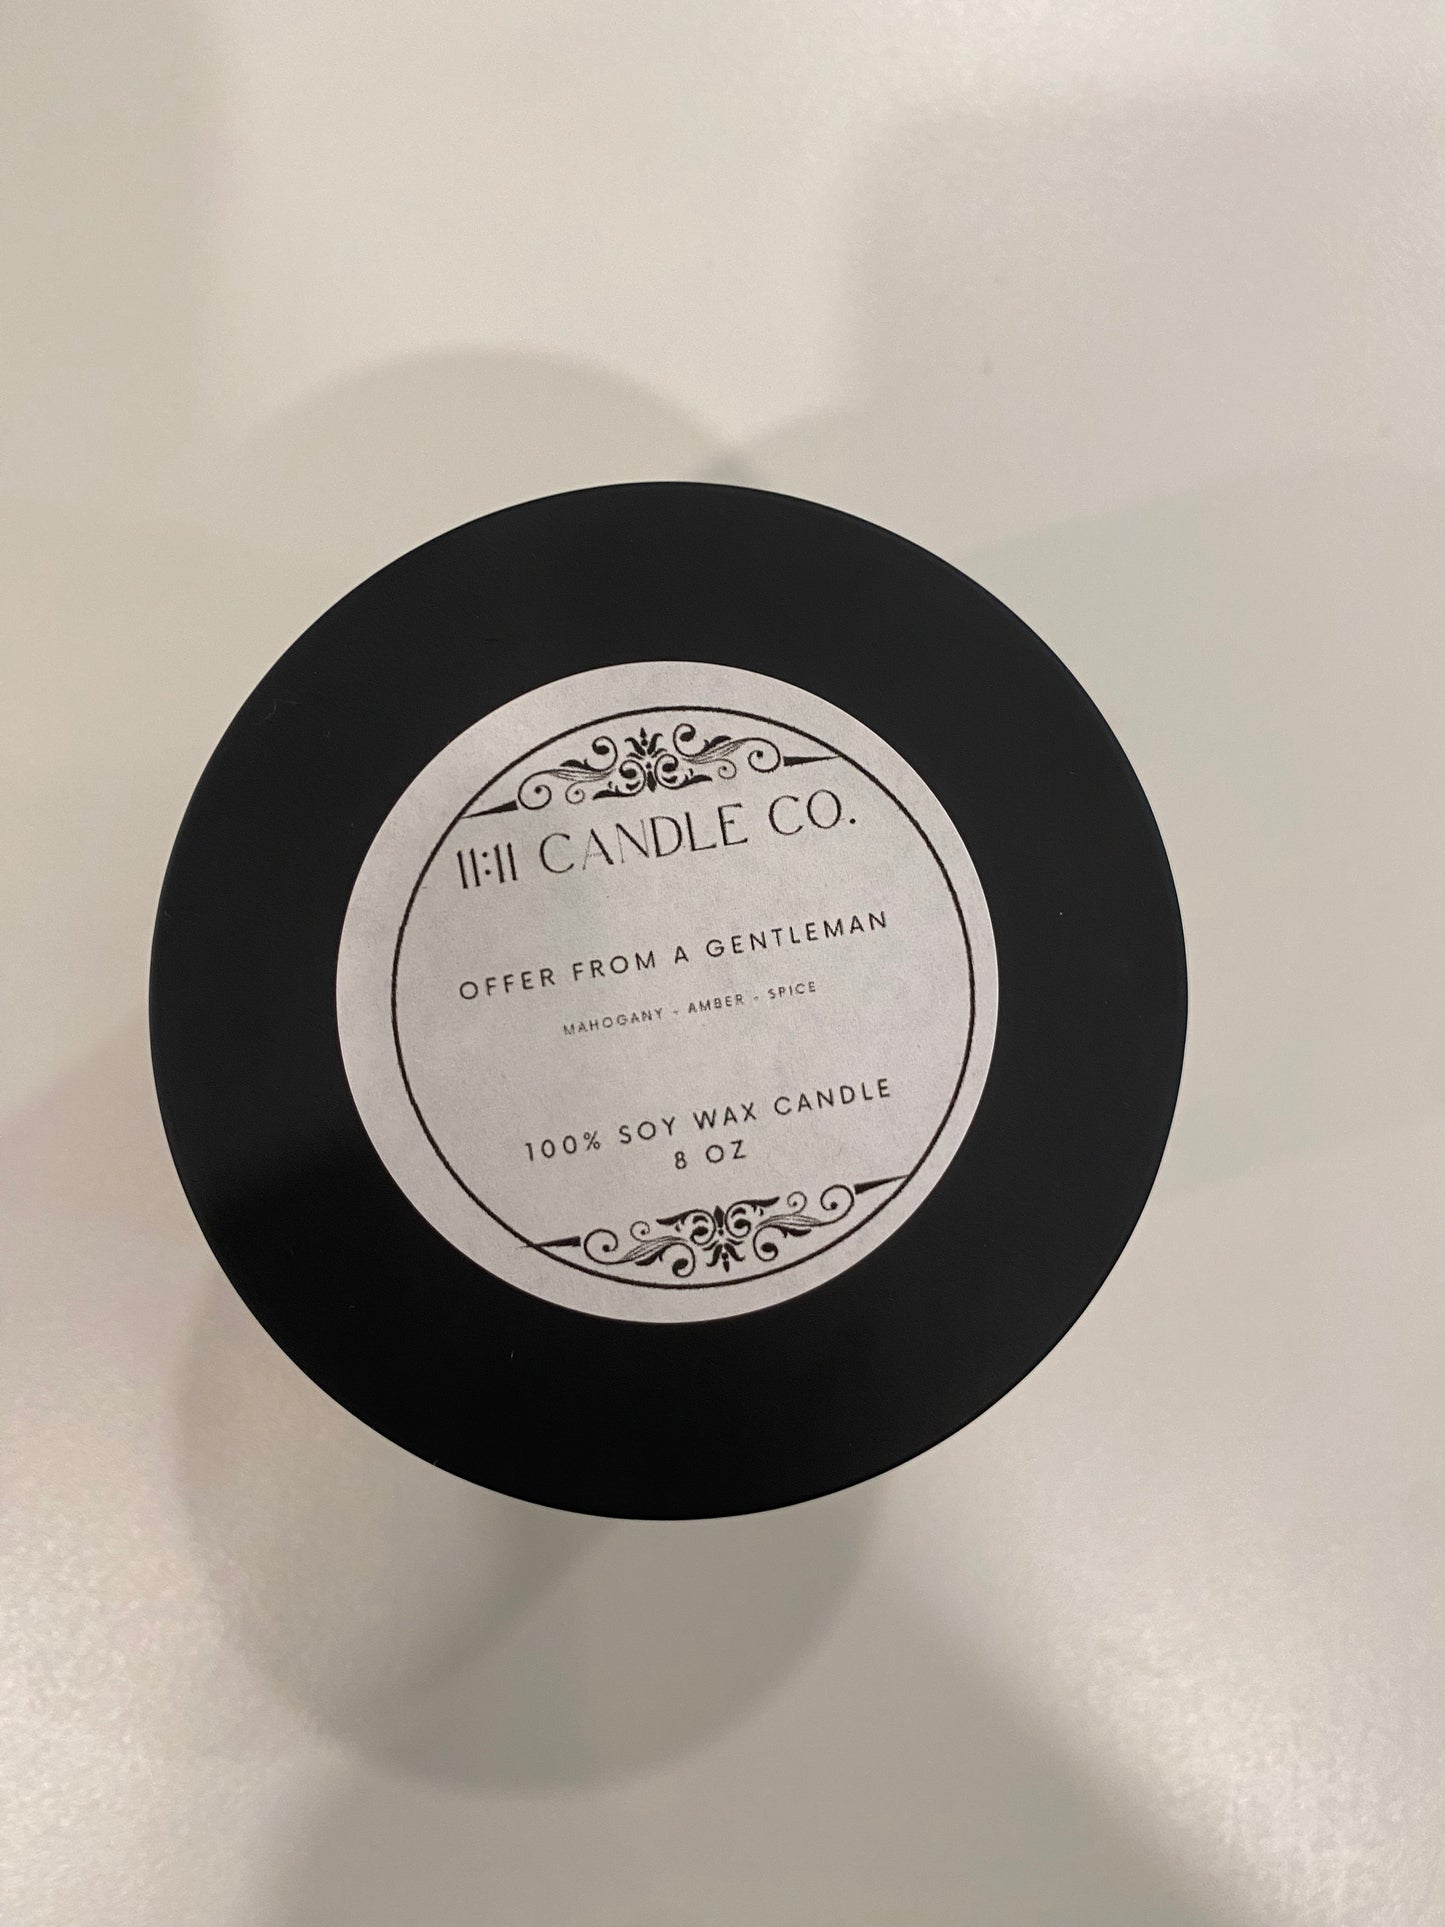 11:11 CANDLE CO.
OFFER FROM A GENTLEMAN
MAHOGANY - AMBER - SPICE
100% SOY WAX CANDLE
8 OZ